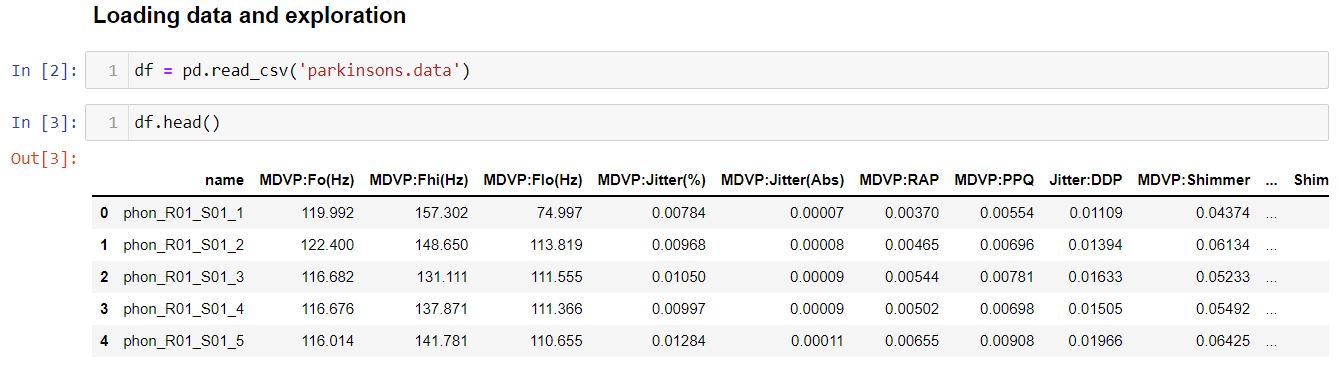 Loading data and exploration
In [2]: 1 df = pd.read_csv('parkinsons.data')
In [3]: 1 df.head()
Out[3]:
name MDVP:Fo(Hz) MDVP:Fhi(Hz) MDVP:Flo(Hz) MDVP:Jitter(%) MDVP:Jitter(Abs) MDVP:RAP MDVP:PPQ Jitter:DDP MDVP:Shimmer ... Shim
0 phon_R01_S01_1 119.992 157.302 74.997 0.00784 0.00007 0.00370 0.00554 0.01109 0.04374 ...
1 phon_R01_S01_2 122.400 148.650 113.819 0.00968 0.00008 0.00465 0.00696 0.01394 0.06134 ...
2 phon_R01_S01_3 116.682 131.111 111.555 0.01050 0.00009 0.00544 0.00781 0.01633 0.05233 ...
3 phon_R01_S01_4 116.676 137.871 111.366 0.00997 0.00009 0.00502 0.00698 0.01505 0.05492 ...
4 phon_R01_S01_5 116.014 141.781 110.655 0.01284 0.00011 0.00655 0.00908 0.01966 0.06425 ...